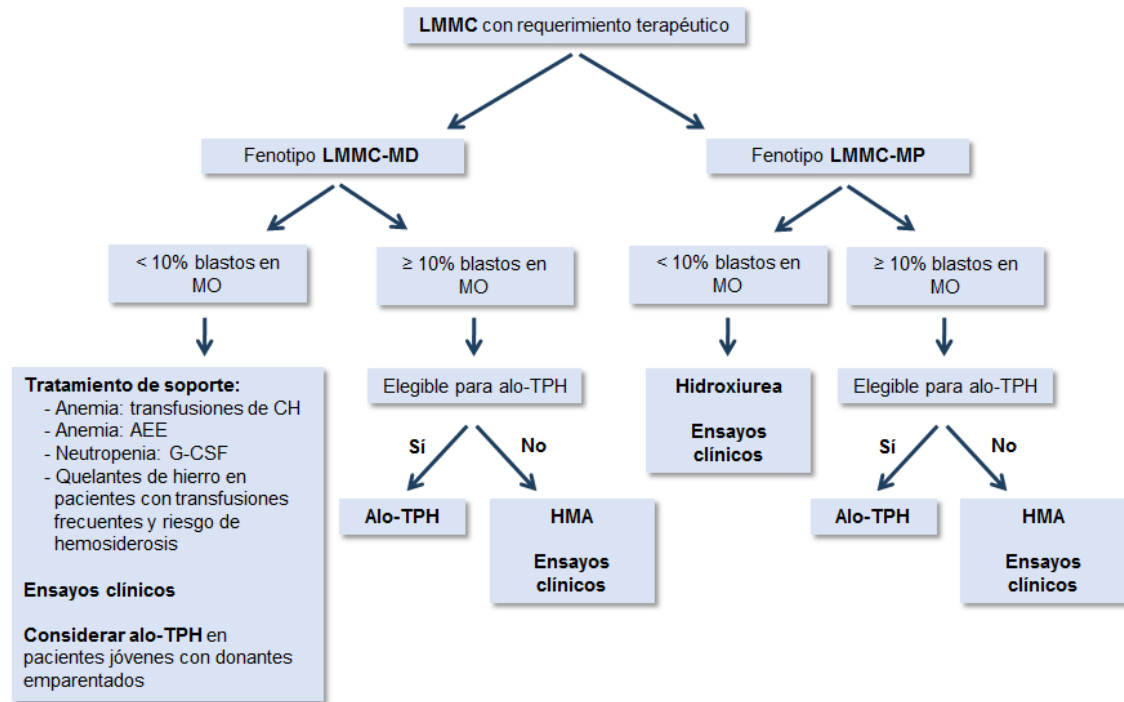 LMMC con requerimiento terapéutico
Fenotipo LMMC-MD
Fenotipo LMMC-MP
< 10% blastos en
MO
≥ 10% blastos en
MO
< 10% blastos en
MO
≥ 10% blastos en
MO
Tratamiento de soporte:
- Anemia: transfusiones de CH
- Anemia: AEE
- Neutropenia: G-CSF
- Quelantes de hierro en
pacientes con transfusiones
frecuentes y riesgo de
hemosiderosis
Ensayos clínicos
Considerar alo-TPH en
pacientes jóvenes con donantes
emparentados
Elegible para alo-TPH
Sí
No
Alo-TPH
HMA
Ensayos
clínicos
Hidroxiurea
Ensayos
clínicos
Elegible para alo-TPH
Sí
No
Alo-TPH
HMA
Ensayos
clínicos